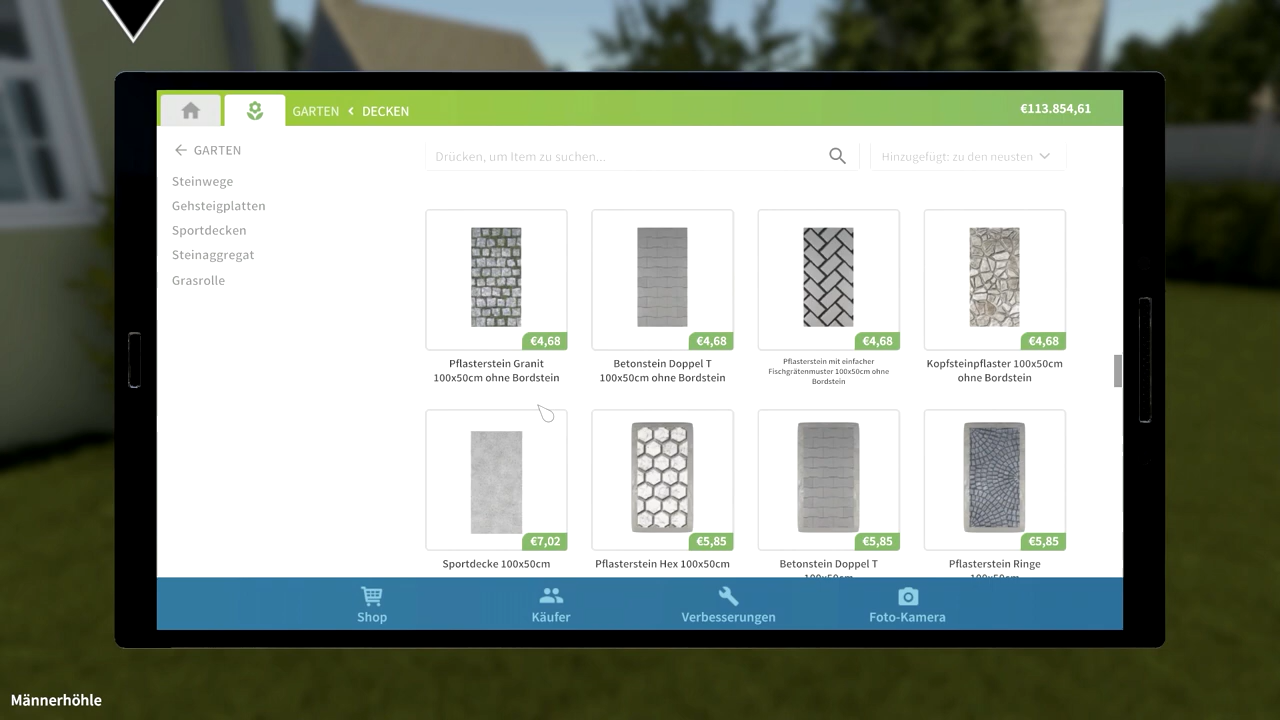 GARTEN < DECKEN
€113.854,61
GARTEN
Drücken, um Item zu suchen...
Hinzugefügt: zu den neusten
Steinwege
Gehsteigplatten
Sportdecken
Steinaggregat
Grasrolle
€4,68
€4,68
€4,68
€4,68
Pflasterstein Granit
100x50cm ohne Bordstein
Betonstein Doppel T
100x50cm ohne Bordstein
Pflasterstein mit einfacher
Fischgrätenmuster 100x50cm ohne
Bordstein
Kopfsteinpflaster 100x50cm
ohne Bordstein
€7,02
€5,85
€5,85
€5,85
Sportdecke 100x50cm
Pflasterstein Hex 100x50cm
Betonstein Doppel T
100x50cm
Pflasterstein Ringe
100x50cm
Shop
Käufer
Verbesserungen
Foto-Kamera
Männerhöhle